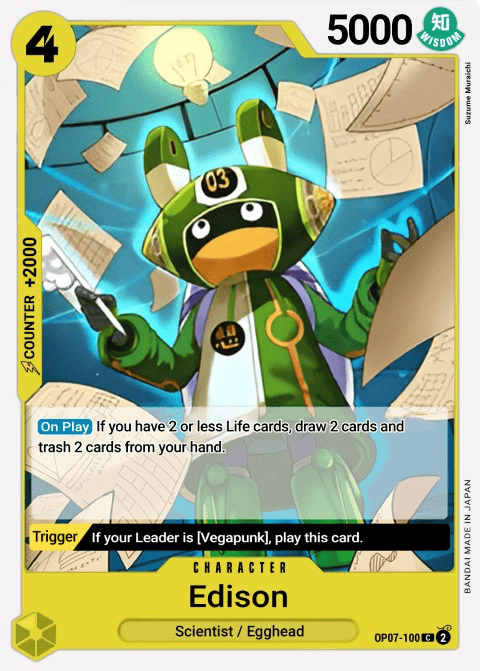 4
5000
知
WISDOM
Suzume Muraichi
03
COUNTER +2000
On Play If you have 2 or less Life cards, draw 2 cards and
trash 2 cards from your hand.
Trigger If your Leader is [Vegapunk], play this card.
CHARACTER
Edison
Scientist / Egghead
OP07-100 C 2
BANDAI MADE IN JAPAN